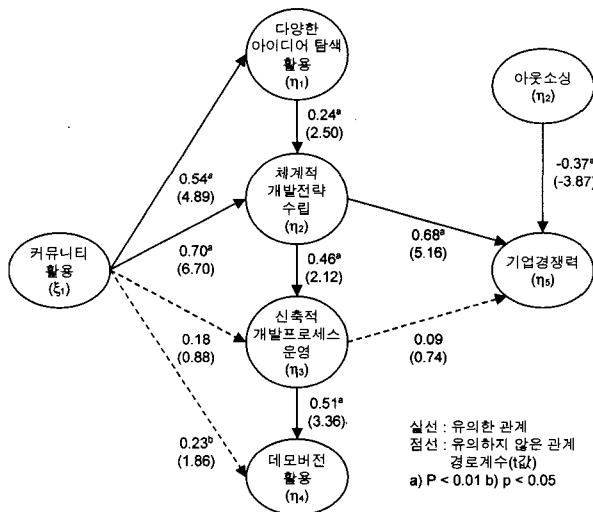 다양한
아이디어 탐색
활용
(η₁)
아웃소싱
(η₂)
0.24ᵃ
(2.50)
-0.37ᵃ
(-3.87)
0.54ᵃ
(4.89)
체계적
개발전략
수립
(η₂)
0.70ᵃ
(6.70)
0.68ᵃ
(5.16)
커뮤니티
활용
(ξ₁)
0.46ᵃ
(2.12)
기업경쟁력
(η₅)
0.18
(0.88)
신축적
개발프로세스
운영
(η₃)
0.09
(0.74)
0.51ᵃ
(3.36)
0.23ᵇ
(1.86)
데모버전
활용
(η₄)
실선 : 유의한 관계
점선 : 유의하지 않은 관계
경로계수(t값)
a) P < 0.01 b) p < 0.05